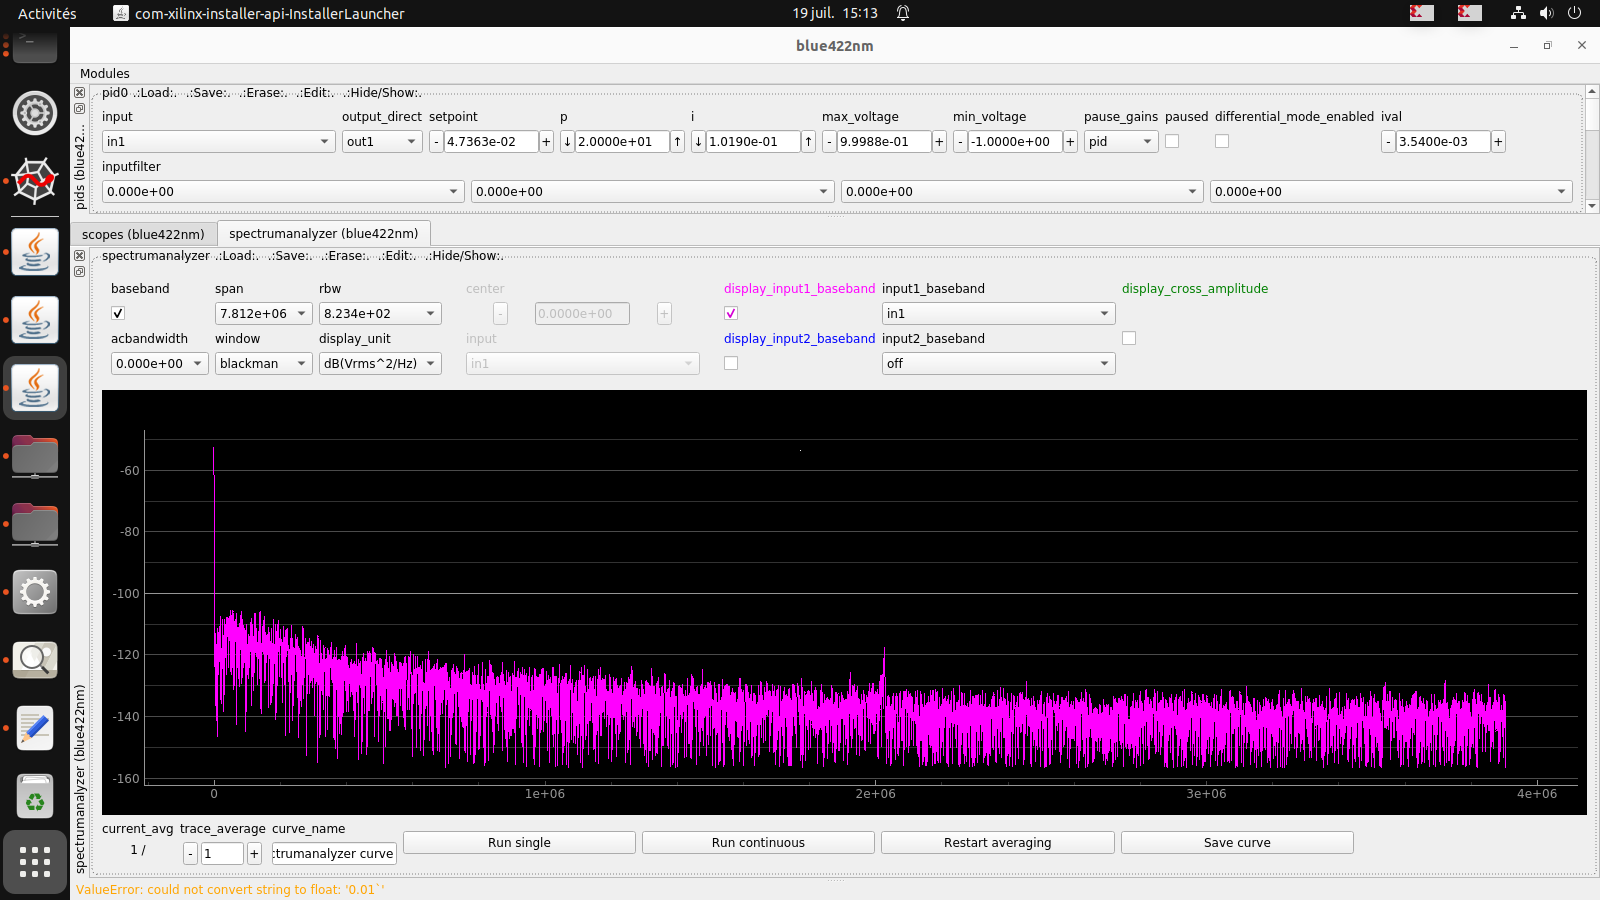 Activités com-xilinx-installer-api-InstallerLauncher 19 juil. 15:13
blue422nm
Modules
pid0 .:Load:. .:Save:. .:Erase:. .:Edit:. .:Hide/Show:.
input output_direct setpoint p i max_voltage min_voltage pause_gains paused differential_mode_enabled ival
in1 out1 - 4.7363e-02 + ↓ 2.0000e+01 ↑ ↓ 1.0190e-01 ↑ - 9.9988e-01 + - -1.0000e+00 + pid - 3.5400e-03 +
inputfilter
0.000e+00 0.000e+00 0.000e+00 0.000e+00
pids (blue42...
scopes (blue422nm) spectrumanalyzer (blue422nm)
spectrumanalyzer .:Load:. .:Save:. .:Erase:. .:Edit:. .:Hide/Show:.
baseband span rbw center display_input1_baseband input1_baseband display_cross_amplitude
7.812e+06 8.234e+02 - 0.0000e+00 + in1
acbandwidth window display_unit input display_input2_baseband input2_baseband
0.000e+00 blackman dB(Vrms^2/Hz) in1 off
-60
-80
-100
-120
-140
-160
0 1e+06 2e+06 3e+06 4e+06
spectrumanalyzer (blue422nm)
current_avg trace_average curve_name
1 / - 1 + :trumanalyzer curve Run single Run continuous Restart averaging Save curve
ValueError: could not convert string to float: '0.01`'